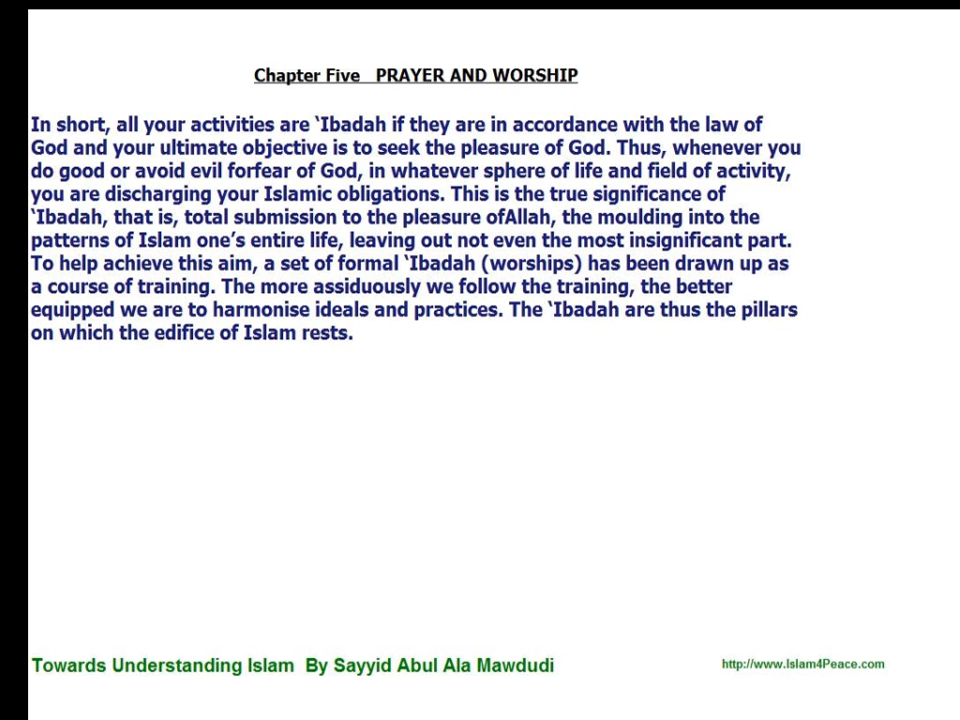 Chapter Five   PRAYER AND WORSHIP
In short, all your activities are ‘Ibadah if they are in accordance with the law of
God and your ultimate objective is to seek the pleasure of God. Thus, whenever you
do good or avoid evil forfear of God, in whatever sphere of life and field of activity,
you are discharging your Islamic obligations. This is the true significance of
‘Ibadah, that is, total submission to the pleasure ofAllah, the moulding into the
patterns of Islam one’s entire life, leaving out not even the most insignificant part.
To help achieve this aim, a set of formal ‘Ibadah (worships) has been drawn up as
a course of training. The more assiduously we follow the training, the better
equipped we are to harmonise ideals and practices. The ‘Ibadah are thus the pillars
on which the edifice of Islam rests.
Towards Understanding Islam  By Sayyid Abul Ala Mawdudi
http://www.Islam4Peace.com